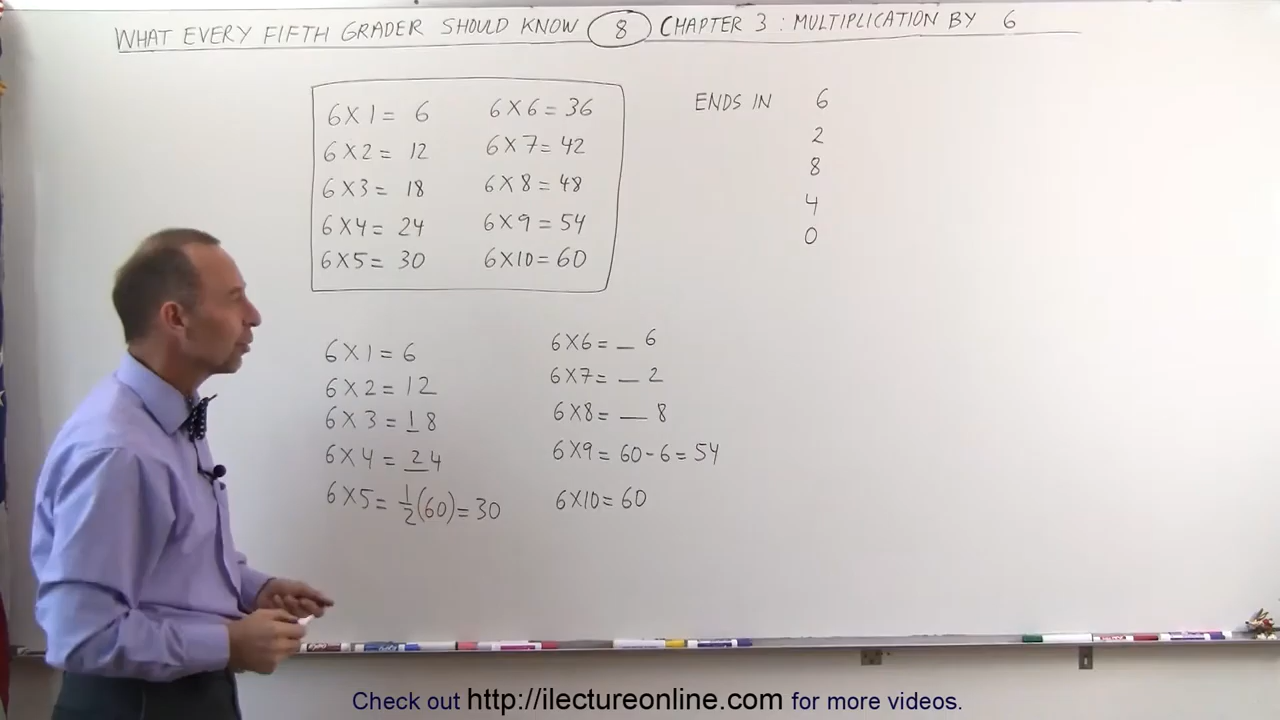 WHAT EVERY FIFTH GRADER SHOULD KNOW 8 CHAPTER 3 : MULTIPLICATION BY 6
6X1 = 6
6X2 = 12
6X3 = 18
6X4 = 24
6X5 = 30
6X6 = 36
6X7 = 42
6X8 = 48
6X9 = 54
6X10 = 60
ENDS IN 6
2
8
4
0
6X1 = 6
6X2 = 12
6X3 = 18
6X4 = 24
6X5 = 1/2(60) = 30
6X6 = _ 6
6X7 = _ 2
6X8 = _ 8
6X9 = 60 - 6 = 54
6X10 = 60
Check out http://ilectureonline.com for more videos.